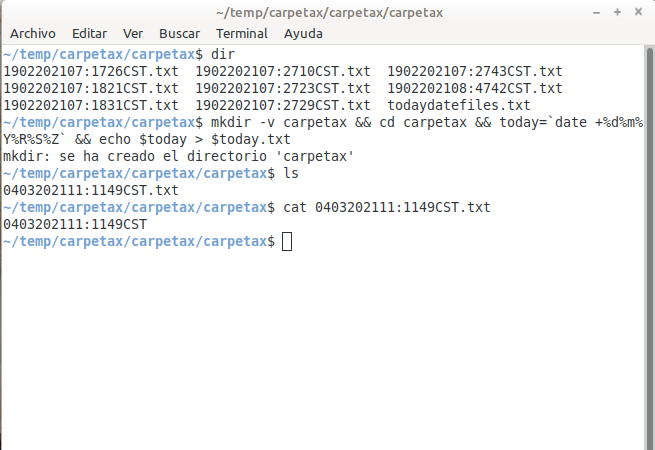 ~/temp/carpetax/carpetax/carpetax
Archivo Editar Ver Buscar Terminal Ayuda
~/temp/carpetax/carpetax$ dir
1902202107:1726CST.txt  1902202107:2710CST.txt  1902202107:2743CST.txt
1902202107:1821CST.txt  1902202107:2723CST.txt  1902202108:4742CST.txt
1902202107:1831CST.txt  1902202107:2729CST.txt  todaydatefiles.txt
~/temp/carpetax/carpetax$ mkdir -v carpetax && cd carpetax && today=`date +%d%m%
Y%R%S%Z` && echo $today > $today.txt
mkdir: se ha creado el directorio 'carpetax'
~/temp/carpetax/carpetax/carpetax$ ls
0403202111:1149CST.txt
~/temp/carpetax/carpetax/carpetax$ cat 0403202111:1149CST.txt
0403202111:1149CST
~/temp/carpetax/carpetax/carpetax$